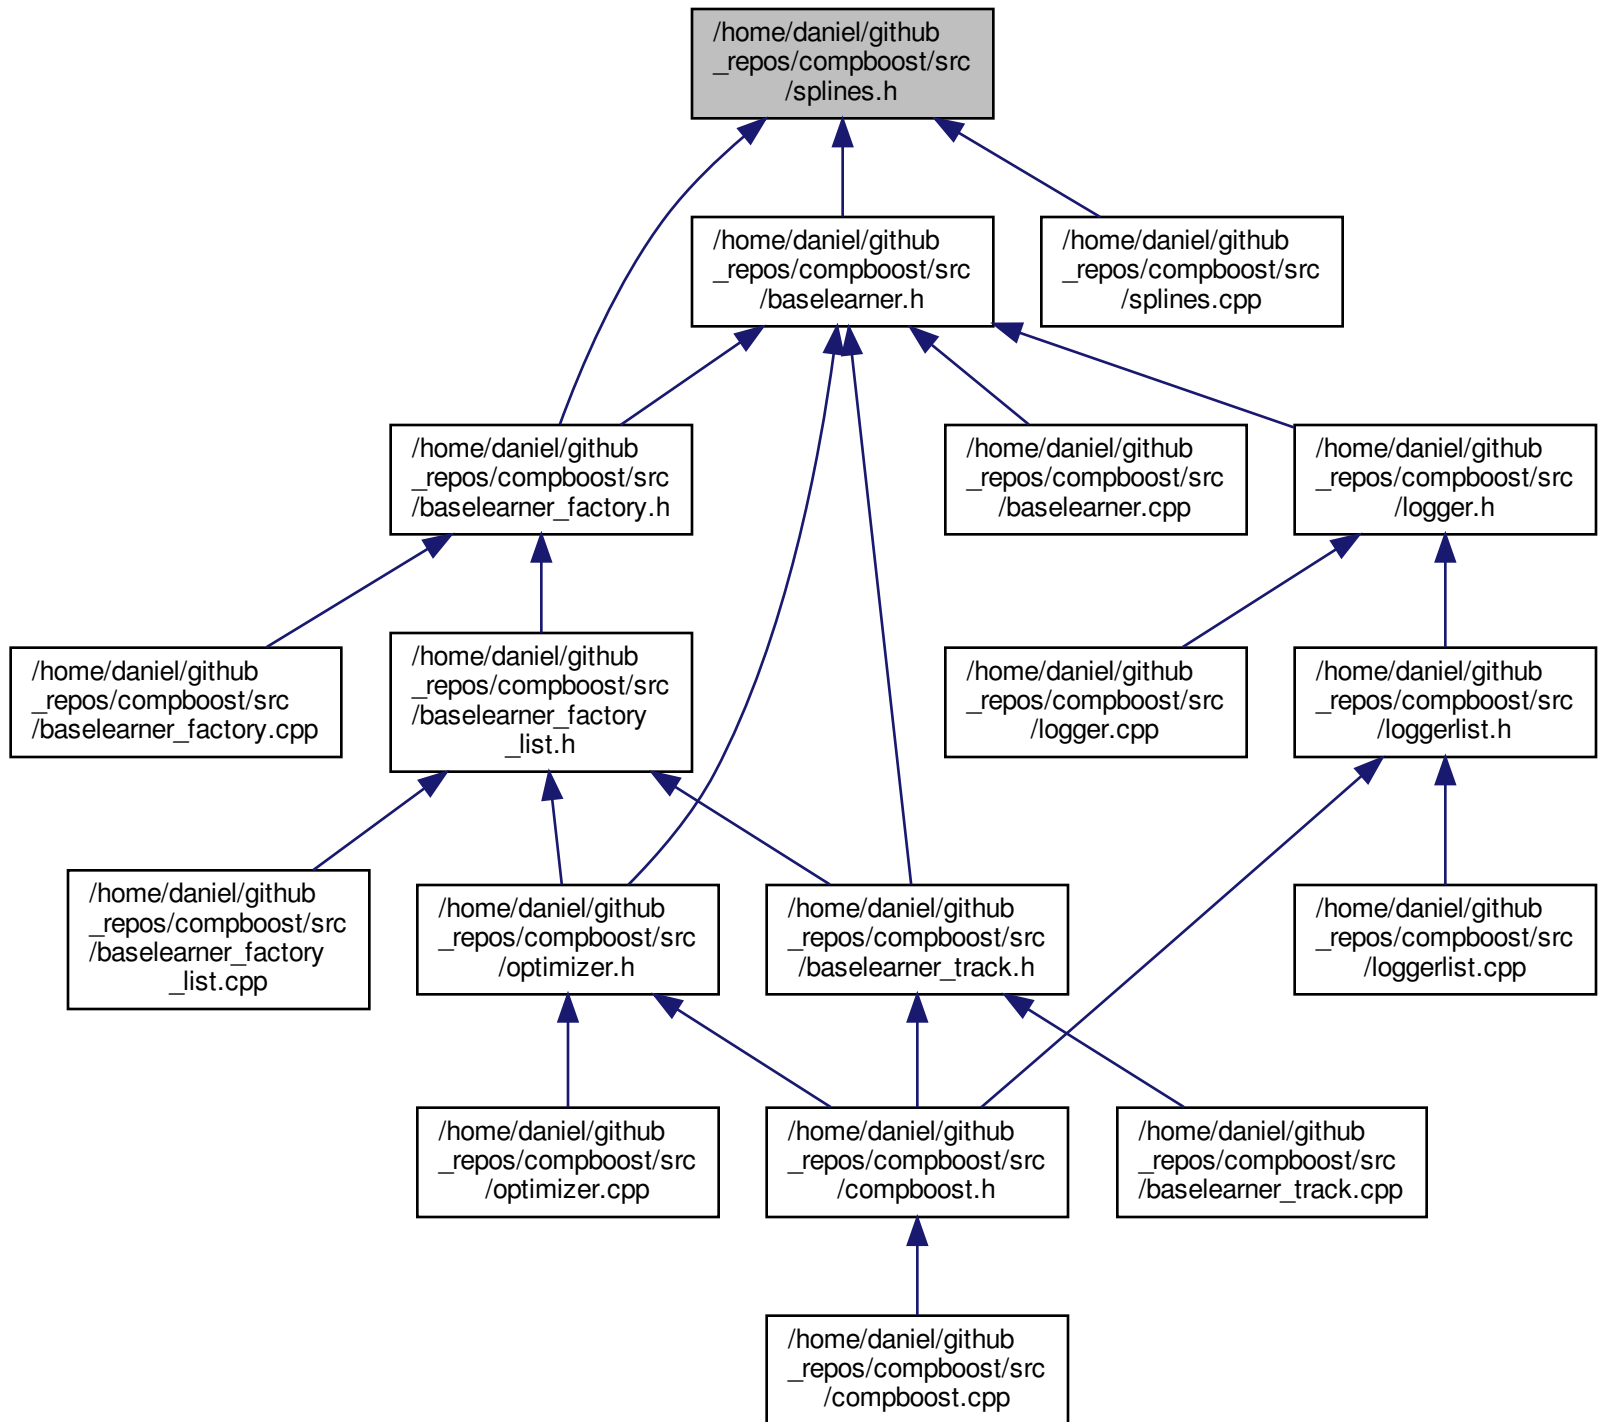 /home/daniel/github
_repos/compboost/src
/splines.h
/home/daniel/github
_repos/compboost/src
/baselearner.h
/home/daniel/github
_repos/compboost/src
/splines.cpp
/home/daniel/github
_repos/compboost/src
/baselearner_factory.h
/home/daniel/github
_repos/compboost/src
/baselearner.cpp
/home/daniel/github
_repos/compboost/src
/logger.h
/home/daniel/github
_repos/compboost/src
/baselearner_factory.cpp
/home/daniel/github
_repos/compboost/src
/baselearner_factory
_list.h
/home/daniel/github
_repos/compboost/src
/logger.cpp
/home/daniel/github
_repos/compboost/src
/loggerlist.h
/home/daniel/github
_repos/compboost/src
/baselearner_factory
_list.cpp
/home/daniel/github
_repos/compboost/src
/optimizer.h
/home/daniel/github
_repos/compboost/src
/baselearner_track.h
/home/daniel/github
_repos/compboost/src
/loggerlist.cpp
/home/daniel/github
_repos/compboost/src
/optimizer.cpp
/home/daniel/github
_repos/compboost/src
/compboost.h
/home/daniel/github
_repos/compboost/src
/baselearner_track.cpp
/home/daniel/github
_repos/compboost/src
/compboost.cpp